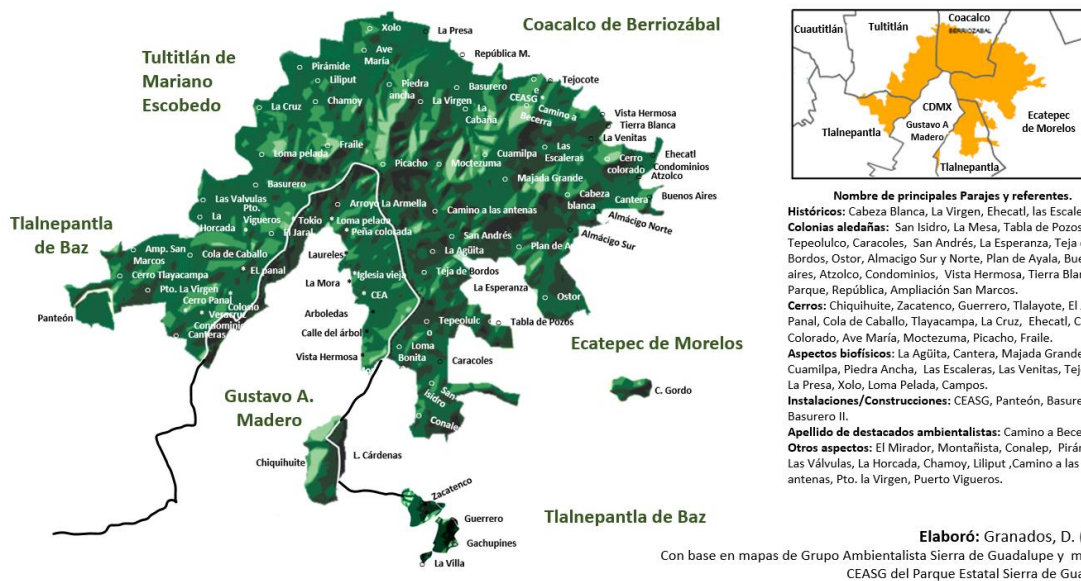 Coacalco de Berriozábal
Tultitlán de
Mariano
Escobedo
Xolo
La Presa
Ave
María
República M.
Pirámide
Liliput
Piedra
ancha
Basurero
Tejocote
e
CEASG
La Cruz
Chamoy
La Virgen
La
Cabaña
Camino a
Becerra
Vista Hermosa
Tierra Blanca
La Venitas
Fraile
Loma pelada
Picacho
Moctezuma
Cuamilpa
Las
Escaleras
Cerro
colorado
Ehecatl
Condominios
Atzolco
Majada Grande
Basurero
Cabeza
blanca
Cantera
Buenos Aires
Las Valvulas
Pto.
Vigueros
La
Horcada
Tokio
El Jaral
Arroyo La Armella
Loma pelada
Peña colorada
Camino a las antenas
Almácigo Norte
Almácigo Sur
Tlalnepantla
de Baz
Amp. San
Marcos
Cola de Caballo
Laureles
San Andrés
La Agüita
Plan de A
Cerro Tlayacampa
EL panal
Iglesia vieja
Teja de Bordos
La Mora
CEA
La Esperanza
Ostor
Pto. La Virgen
Cerro Panal
Colonio
Veracruz
Condominio
Canteras
Panteón
Arboledas
Calle del árbol
Tepeolulc
o
Tabla de Pozos
Vista Hermosa
Loma
Bonita
Caracoles
Ecatepec de Morelos
San
Isidro
Conale
C. Gordo
Gustavo A.
Madero
Chiquihuite
L. Cárdenas
Zacatenco
Guerrero
Gachupines
La Villa
Tlalnepantla de Baz
Cuautitlán
Tultitlán
Coacalco
BERRIOZÁBAL
CDMX
Gustavo A
Madero
Tlalnepantla
Ecatepec
de Morelos
Tlalnepantla
Nombre de principales Parajes y referentes.
Históricos: Cabeza Blanca, La Virgen, Ehecatl, las Escale
Colonias aledañas: San Isidro, La Mesa, Tabla de Pozos
Tepeolulco, Caracoles, San Andrés, La Esperanza, Teja
Bordos, Ostor, Almacigo Sur y Norte, Plan de Ayala, Bue
aires, Atzolco, Condominios, Vista Hermosa, Tierra Blan
Parque, República, Ampliación San Marcos.
Cerros: Chiquihuite, Zacatenco, Guerrero, Tlalayote, El
Panal, Cola de Caballo, Tlayacampa, La Cruz, Ehecatl, C
Colorado, Ave María, Moctezuma, Picacho, Fraile.
Aspectos biofísicos: La Agüita, Cantera, Majada Grande
Cuamilpa, Piedra Ancha, Las Escaleras, Las Venitas, Tej
La Presa, Xolo, Loma Pelada, Campos.
Instalaciones/Construcciones: CEASG, Panteón, Basure
Basurero II.
Apellido de destacados ambientalistas: Camino a Bece
Otros aspectos: El Mirador, Montañista, Conalep, Pirá
Las Válvulas, La Horcada, Chamoy, Liliput ,Camino a las
antenas, Pto. la Virgen, Puerto Vigueros.
Elaboró: Granados, D. (
Con base en mapas de Grupo Ambientalista Sierra de Guadalupe y m
CEASG del Parque Estatal Sierra de Gua